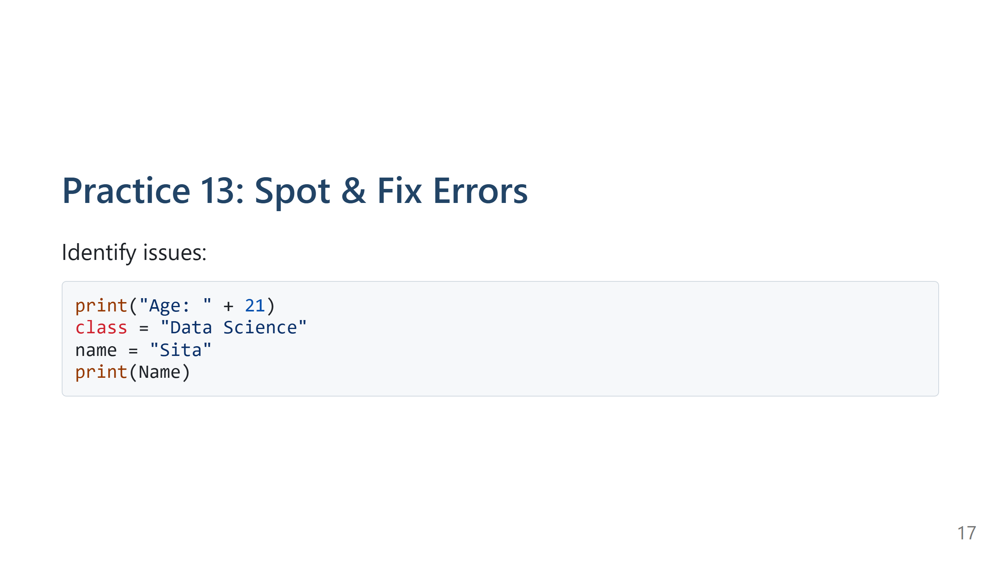 Practice 13: Spot & Fix Errors
Identify issues:
print("Age: " + 21)
class = "Data Science"
name = "Sita"
print(Name)
17